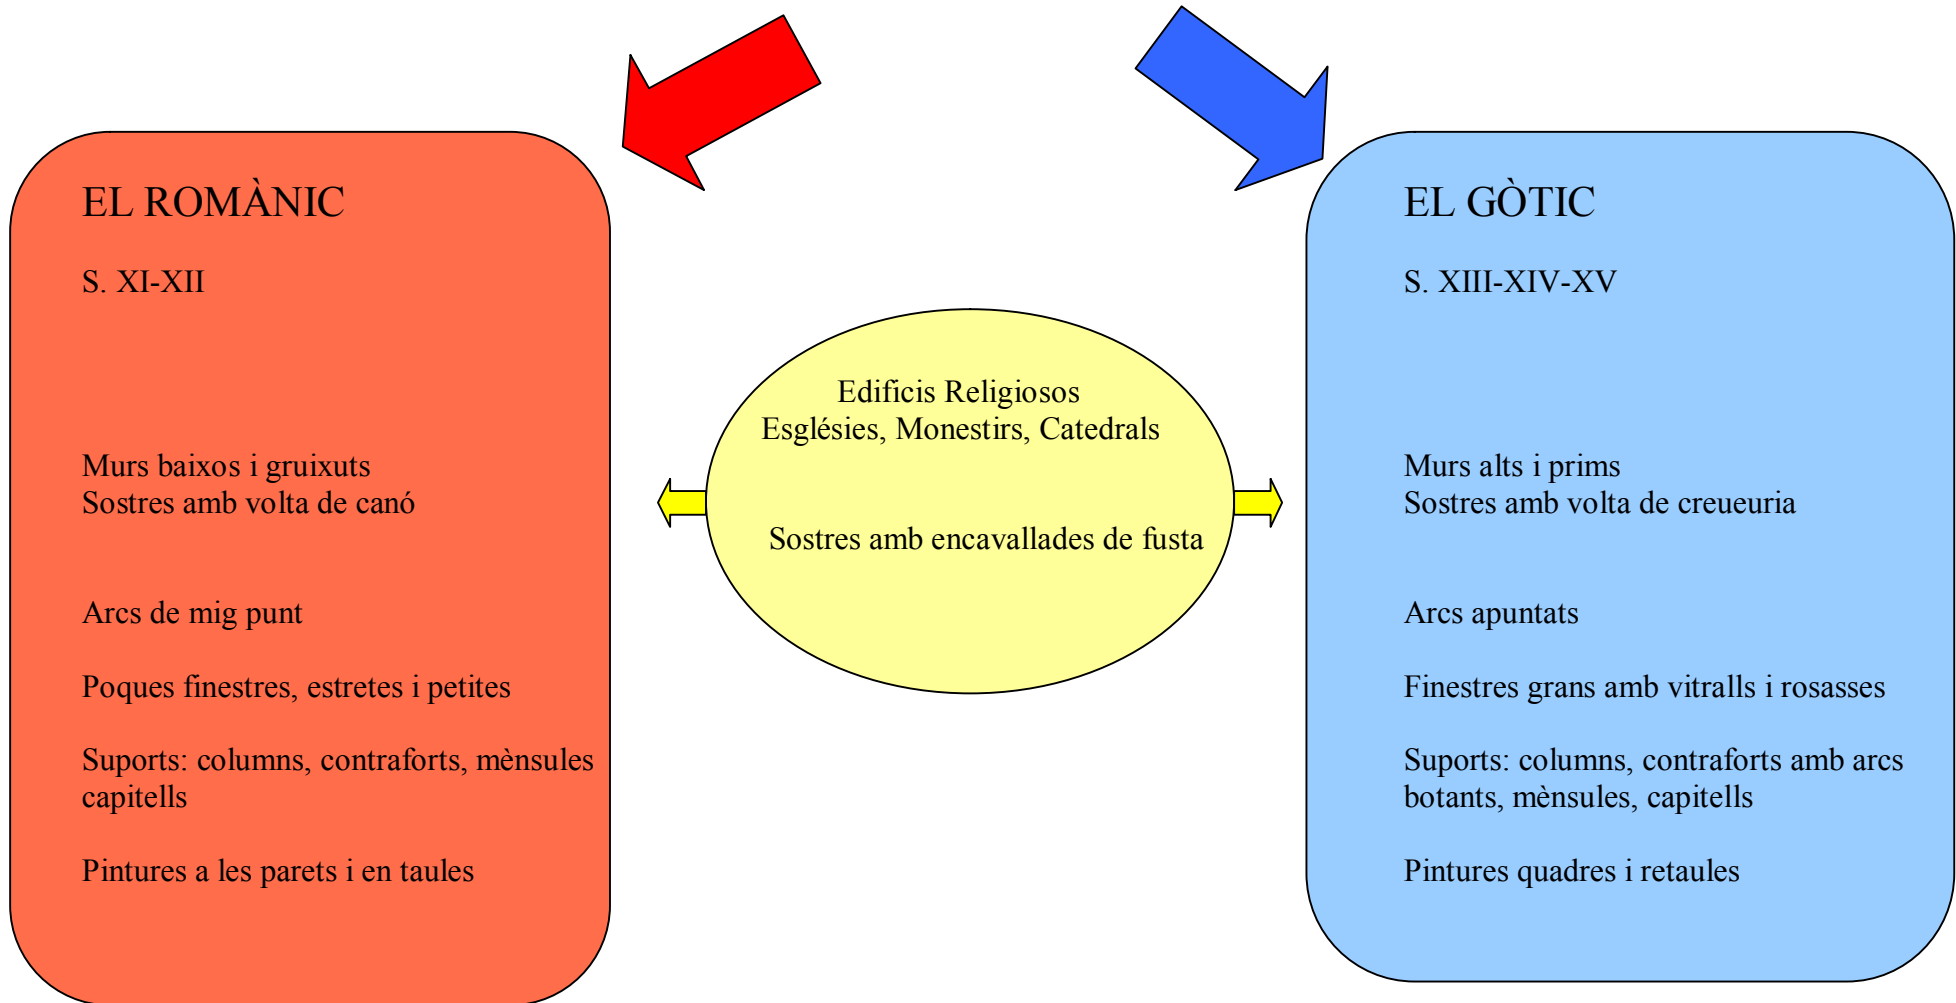 EL ROMÀNIC
S. XI-XII
Murs baixos i gruixuts
Sostres amb volta de canó
Arcs de mig punt
Poques finestres, estretes i petites
Suports: columns, contraforts, mènsules
capitells
Pintures a les parets i en taules
Edificis Religiosos
Esglésies, Monestirs, Catedrals
Sostres amb encavallades de fusta
EL GÒTIC
S. XIII-XIV-XV
Murs alts i prims
Sostres amb volta de creueuria
Arcs apuntats
Finestres grans amb vitralls i rosasses
Suports: columns, contraforts amb arcs
botants, mènsules, capitells
Pintures quadres i retaules